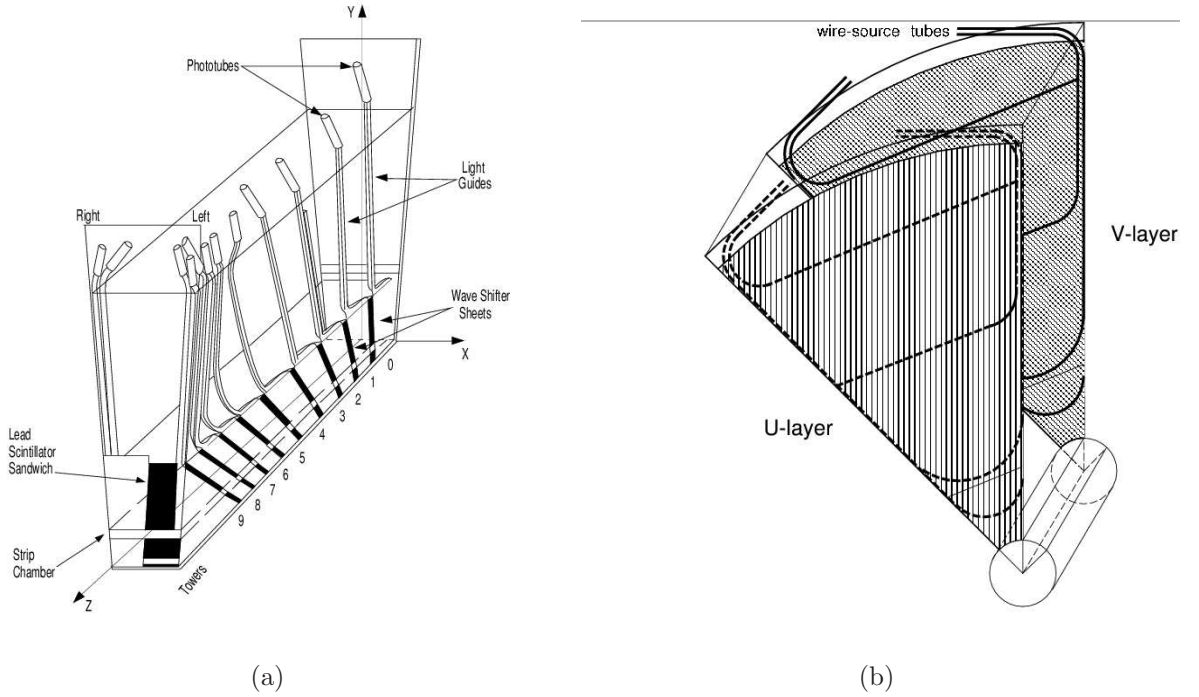 Y
Phototubes
Light
Guides
Right
Left
Wave Shifter
Sheets
X
0
1
2
3
4
5
6
7
8
9
Lead
Scintillator
Sandwich
Strip
Chamber
Z
Towers
(a)
wire-source tubes
V-layer
U-layer
(b)